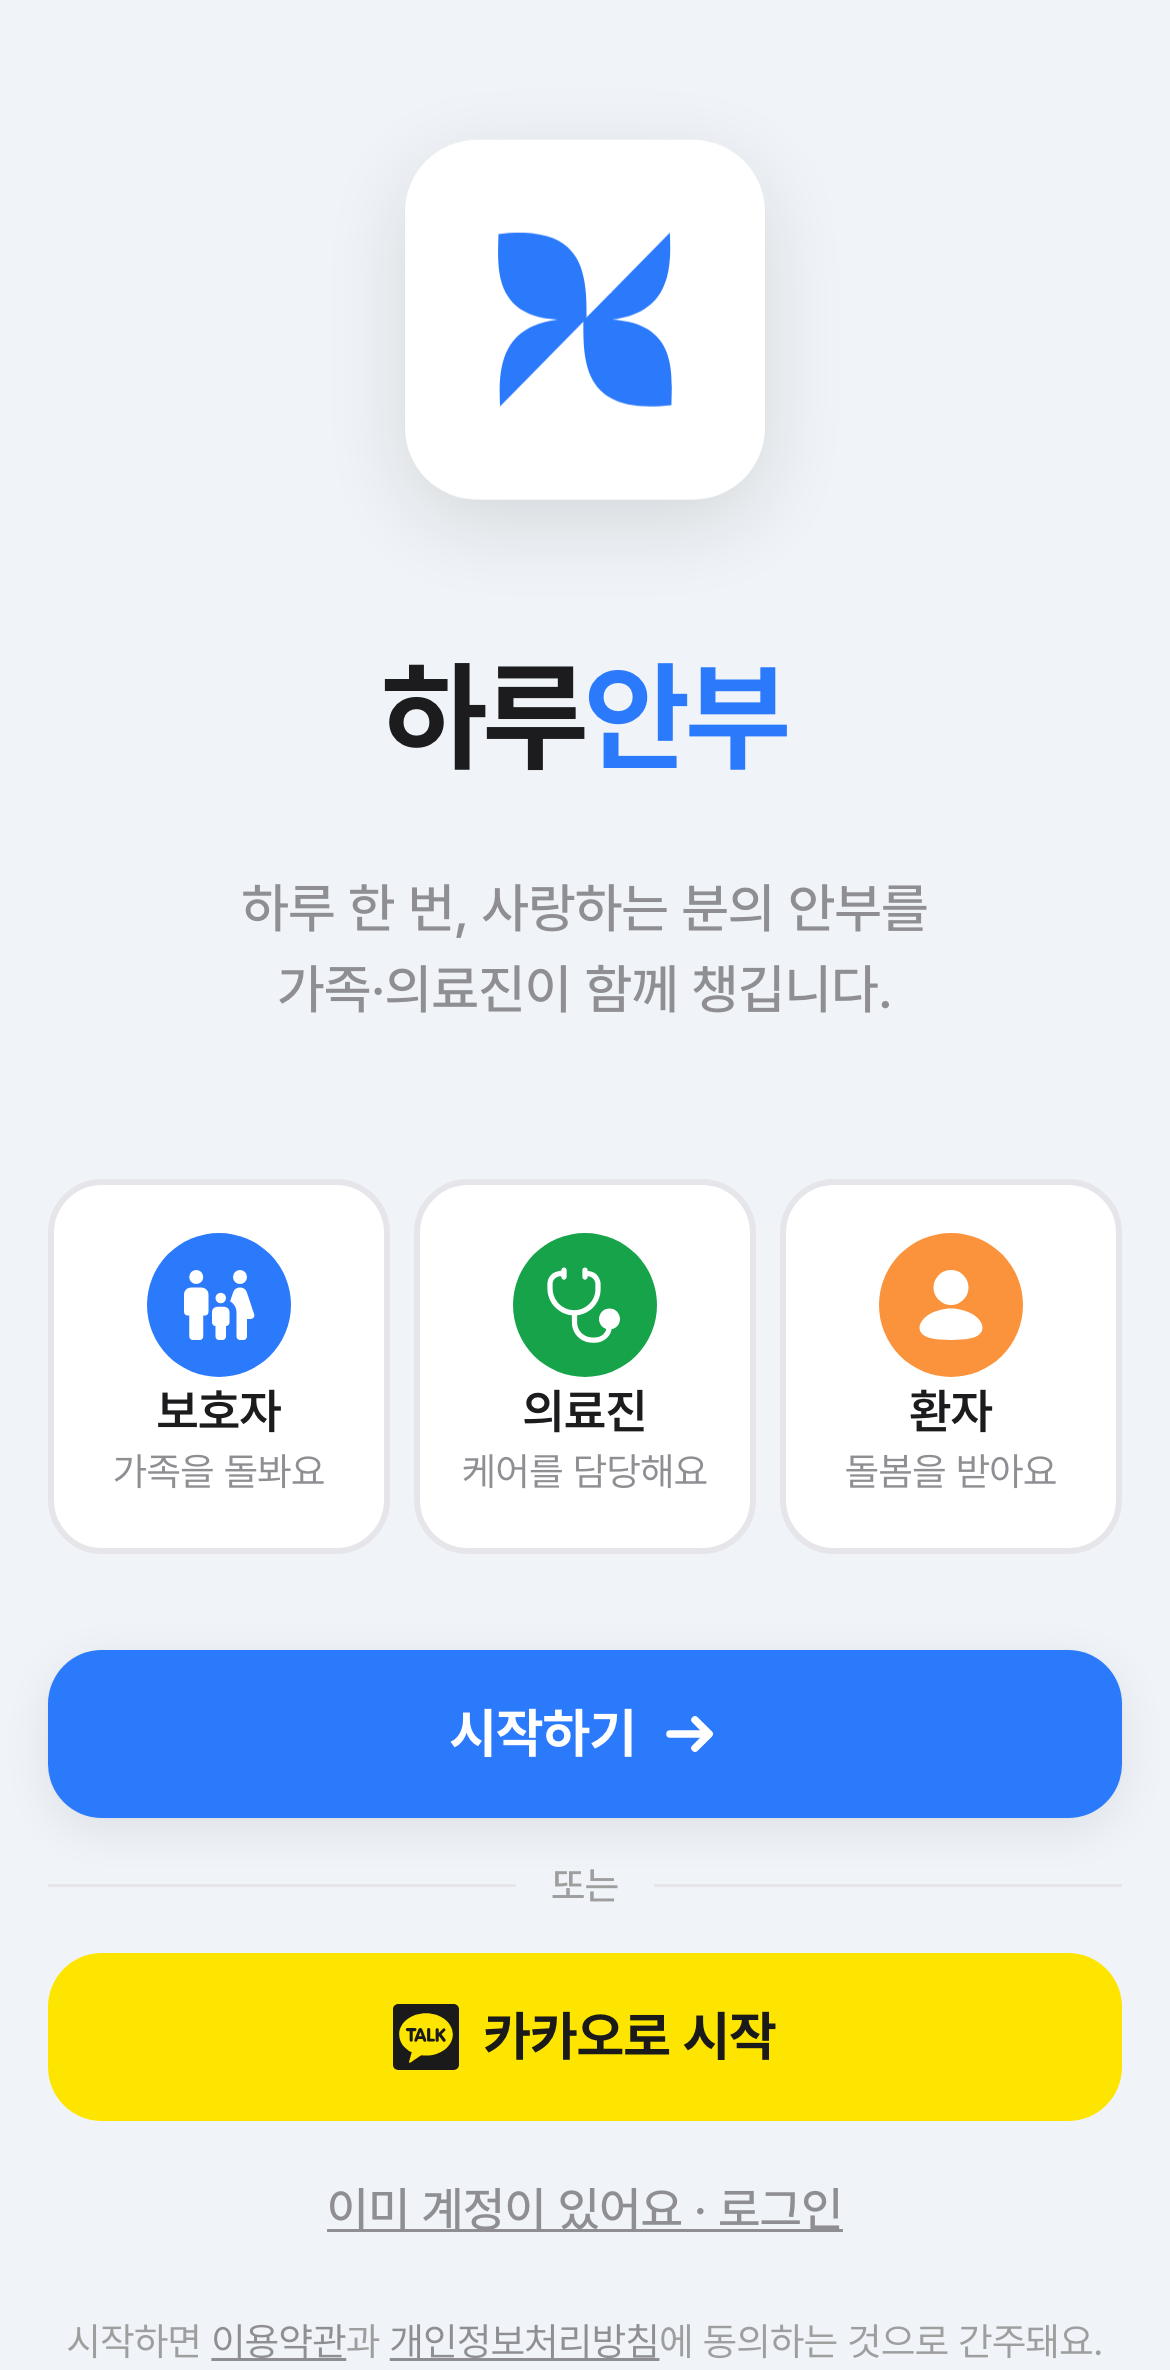 하루안부
하루 한 번, 사랑하는 분의 안부를
가족·의료진이 함께 챙깁니다.
보호자
가족을 돌봐요
의료진
케어를 담당해요
환자
돌봄을 받아요
시작하기 →
또는
TALK 카카오로 시작
이미 계정이 있어요 · 로그인
시작하면 이용약관과 개인정보처리방침에 동의하는 것으로 간주돼요.